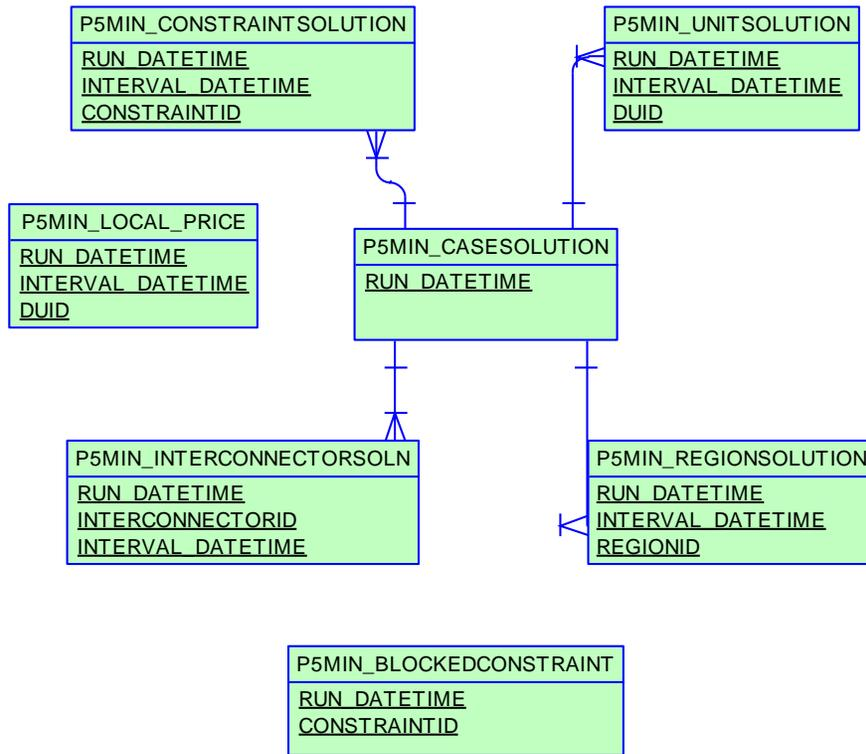 P5MIN_CONSTRAINTSOLUTION
RUN_DATETIME
INTERVAL_DATETIME
CONSTRAINTID
P5MIN_UNITSOLUTION
RUN_DATETIME
INTERVAL_DATETIME
DUID
P5MIN_LOCAL_PRICE
RUN_DATETIME
INTERVAL_DATETIME
DUID
P5MIN_CASESOLUTION
RUN_DATETIME
P5MIN_INTERCONNECTORSOLN
RUN_DATETIME
INTERCONNECTORID
INTERVAL_DATETIME
P5MIN_REGIONSOLUTION
RUN_DATETIME
INTERVAL_DATETIME
REGIONID
P5MIN_BLOCKEDCONSTRAINT
RUN_DATETIME
CONSTRAINTID